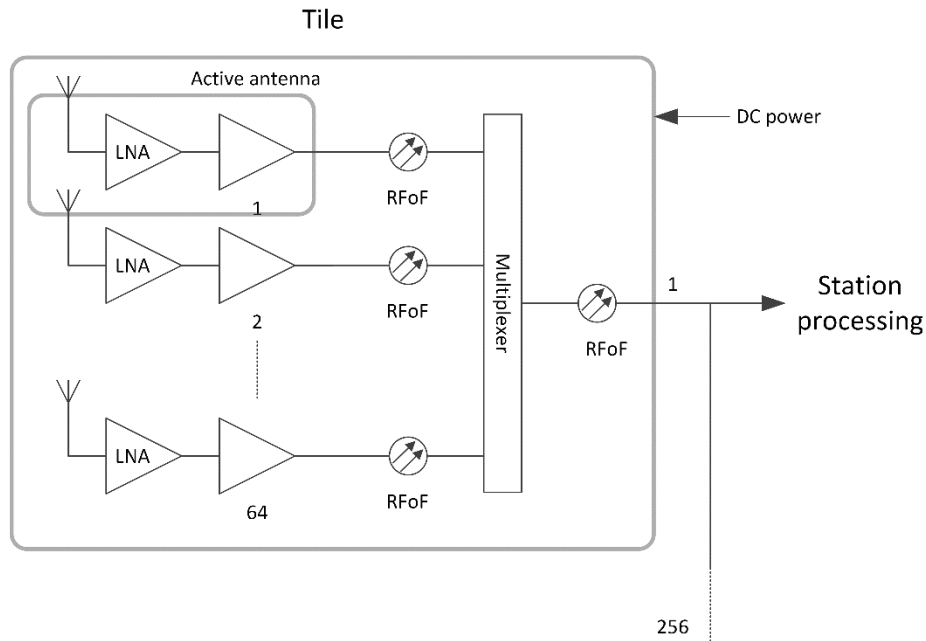 Tile
Active antenna
DC power
LNA
RFoF
1
LNA
RFoF
2
Multiplexer
1
RFoF
Station
processing
LNA
RFoF
64
256